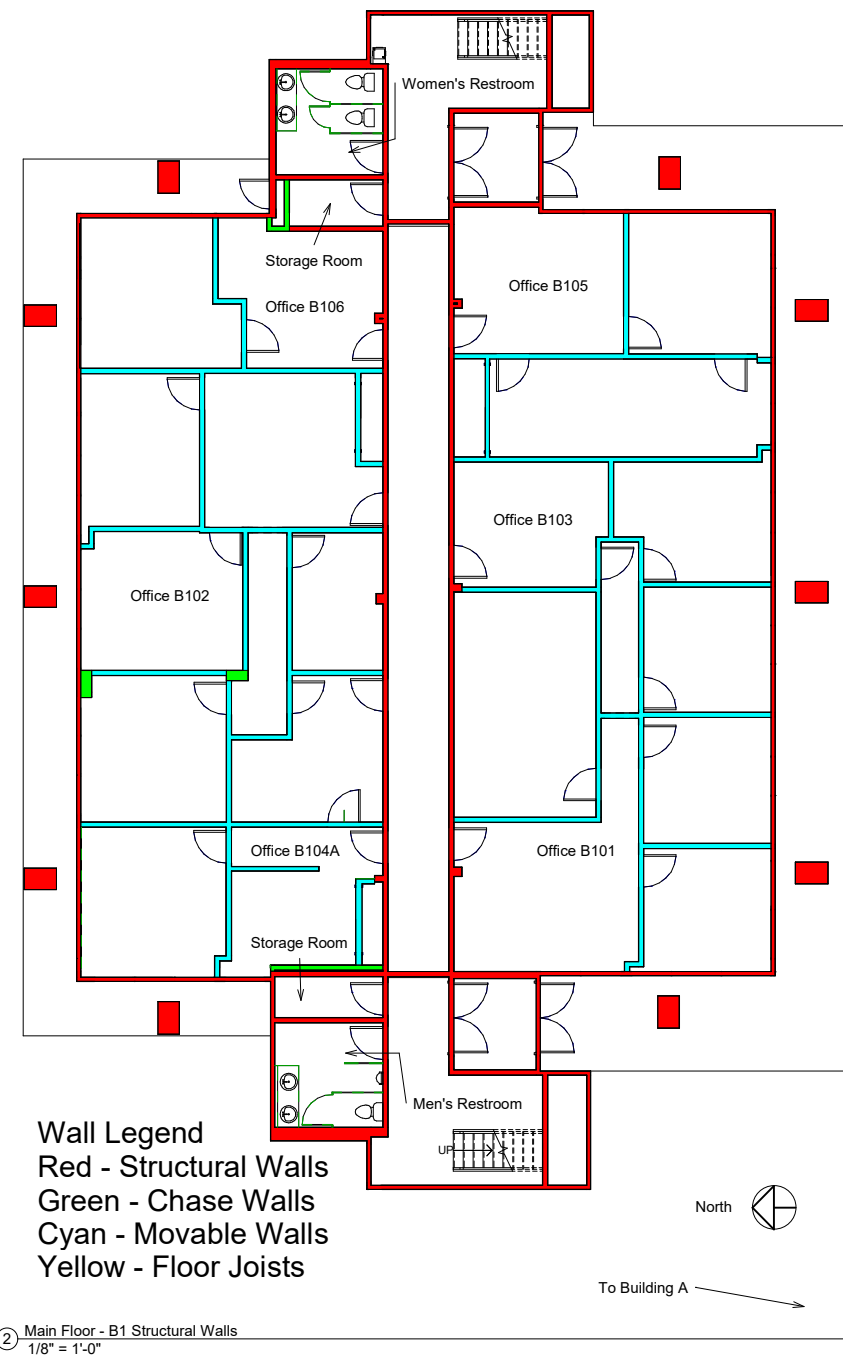 Women's Restroom
Storage Room
Office B106
Office B105
Office B103
Office B102
Office B104A
Office B101
Storage Room
Men's Restroom
UP
Wall Legend
Red - Structural Walls
Green - Chase Walls
Cyan - Movable Walls
Yellow - Floor Joists
North
To Building A
2
Main Floor - B1 Structural Walls
1/8" = 1'-0"